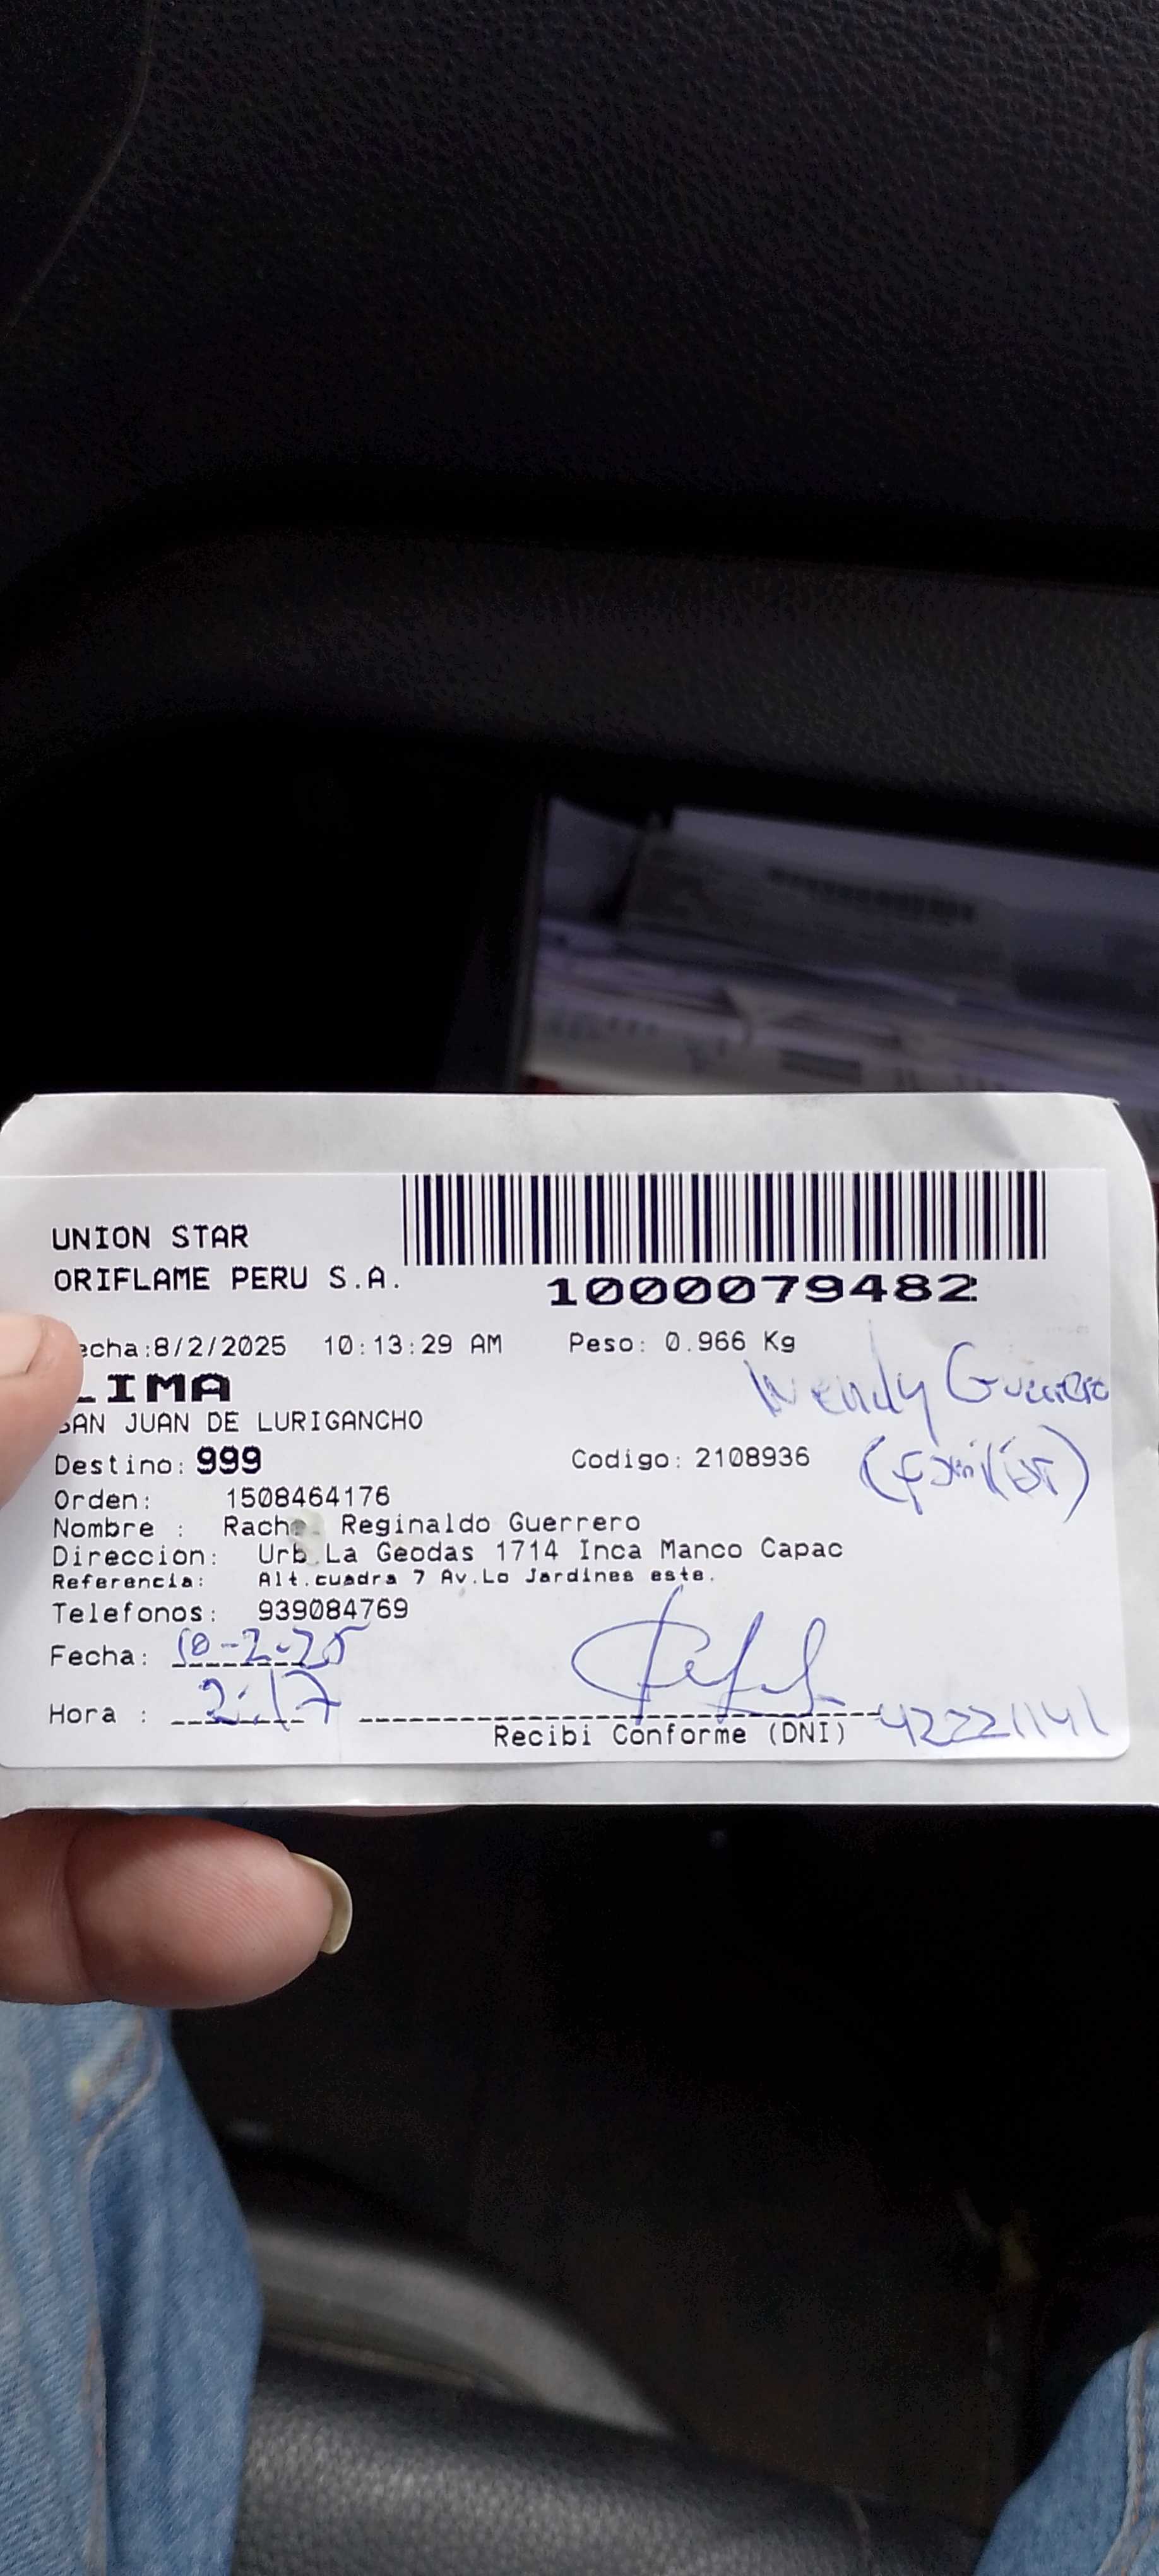 UNION STAR
ORIFLAME PERU S.A.
1000079482
echa:8/2/2025 10:13:29 AM Peso: 0.966 Kg
LIMA
SAN JUAN DE LURIGANCHO
Wendy Guerrero
(familiar)
Destino: 999 Codigo: 2108936
Orden: 1508464176
Nombre : Rach Reginaldo Guerrero
Direccion: Urb.La Geodas 1714 Inca Manco Capac
Referencia: Alt.cuadra 7 Av.Lo Jardines este.
Telefonos: 939084769
Fecha: 10-2-25
Hora : 2:17
Recibi Conforme (DNI) 42221141